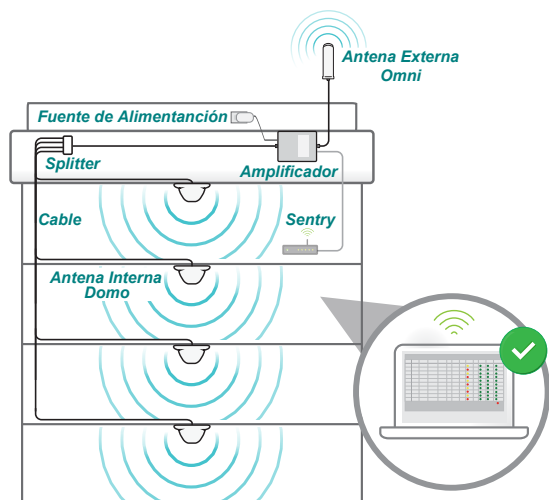 Antena Externa
Omni
Fuente de Alimentanción
Splitter
Amplificador
Cable
Sentry
Antena Interna
Domo